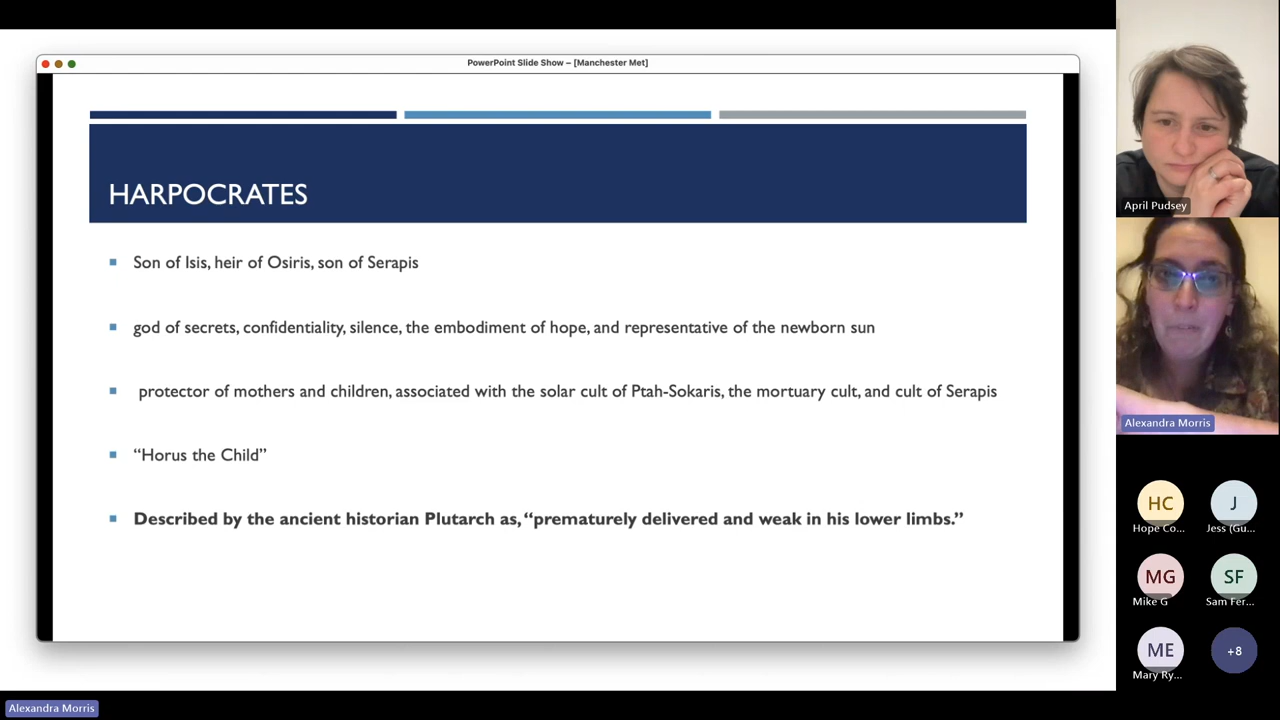 PowerPoint Slide Show – [Manchester Met]
HARPOCRATES
Son of Isis, heir of Osiris, son of Serapis
god of secrets, confidentiality, silence, the embodiment of hope, and representative of the newborn sun
protector of mothers and children, associated with the solar cult of Ptah-Sokaris, the mortuary cult, and cult of Serapis
“Horus the Child”
Described by the ancient historian Plutarch as, “prematurely delivered and weak in his lower limbs.”
April Pudsey
Alexandra Morris
HC
Hope Co...
J
Jess (Gu...
MG
Mike G
SF
Sam Fer...
ME
Mary Ry...
+8
Alexandra Morris